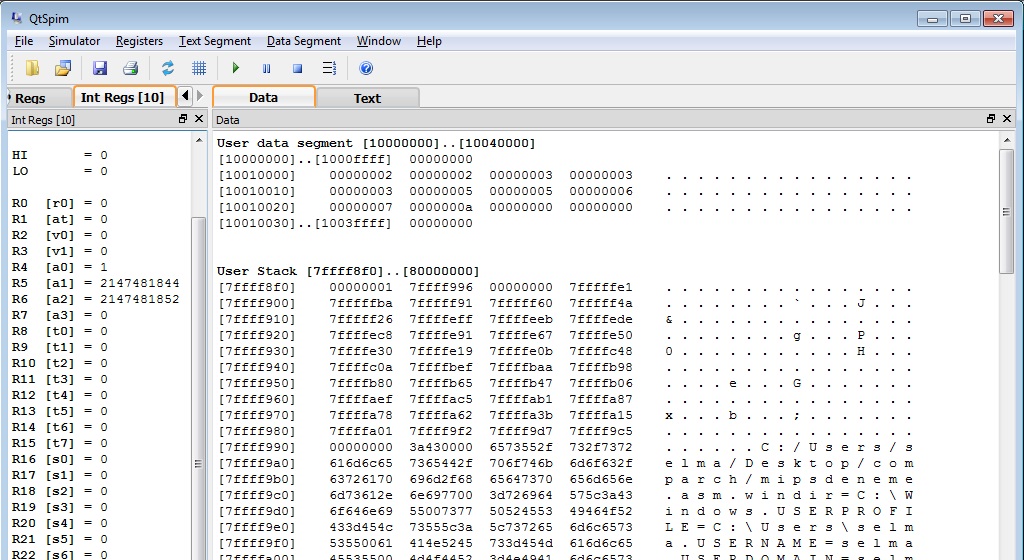 QtSpim
File Simulator Registers Text Segment Data Segment Window Help
Regs Int Regs [10] Data Text
Int Regs [10]
HI = 0
LO = 0
R0 [r0] = 0
R1 [at] = 0
R2 [v0] = 0
R3 [v1] = 0
R4 [a0] = 1
R5 [a1] = 2147481844
R6 [a2] = 2147481852
R7 [a3] = 0
R8 [t0] = 0
R9 [t1] = 0
R10 [t2] = 0
R11 [t3] = 0
R12 [t4] = 0
R13 [t5] = 0
R14 [t6] = 0
R15 [t7] = 0
R16 [s0] = 0
R17 [s1] = 0
R18 [s2] = 0
R19 [s3] = 0
R20 [s4] = 0
R21 [s5] = 0
R22 [s6] = 0
Data
User data segment [10000000]..[10040000]
[10000000]..[1000ffff] 00000000
[10010000] 00000002 00000002 00000003 00000003 . . . . . . . . . . . . . . . .
[10010010] 00000003 00000005 00000005 00000006 . . . . . . . . . . . . . . . .
[10010020] 00000007 0000000a 00000000 00000000 . . . . . . . . . . . . . . . .
[10010030]..[1003ffff] 00000000
User Stack [7ffff8f0]..[80000000]
[7ffff8f0] 00000001 7ffff996 00000000 7fffffe1 . . . . . . . . . . . . . . . .
[7ffff900] 7fffffba 7fffff91 7fffff60 7fffff4a . . . . . . . . ` . . . J . . .
[7ffff910] 7fffff26 7ffffeff 7ffffeeb 7ffffede & . . . . . . . . . . . . . . .
[7ffff920] 7ffffec8 7ffffe91 7ffffe67 7ffffe50 . . . . . . . . g . . . P . . .
[7ffff930] 7ffffe30 7ffffe19 7ffffe0b 7ffffc48 0 . . . . . . . . . . . H . . .
[7ffff940] 7ffffc0a 7ffffbef 7ffffbaa 7ffffb98 . . . . . . . . . . . . . . . .
[7ffff950] 7ffffb80 7ffffb65 7ffffb47 7ffffb06 . . . . e . . . G . . . . . . .
[7ffff960] 7ffffaef 7ffffac5 7ffffab1 7ffffa87 . . . . . . . . . . . . . . . .
[7ffff970] 7ffffa78 7ffffa62 7ffffa3b 7ffffa15 x . . . b . . . ; . . . . . . .
[7ffff980] 7ffffa01 7ffff9f2 7ffff9d7 7ffff9c5 . . . . . . . . . . . . . . . .
[7ffff990] 00000000 3a430000 6573552f 732f7372 . . . . . . C : / U s e r s / s
[7ffff9a0] 616d6c65 7365442f 706f746b 6d6f632f e l m a / D e s k t o p / c o m
[7ffff9b0] 63726170 696d2f68 65647370 656d656e p a r c h / m i p s d e n e m e
[7ffff9c0] 6d73612e 6e697700 3d726964 575c3a43 . a s m . w i n d i r = C : \ W
[7ffff9d0] 6f646e69 55007377 50524553 49464f52 i n d o w s . U S E R P R O F I
[7ffff9e0] 433d454c 73555c3a 5c737265 6d6c6573 L E = C : \ U s e r s \ s e l m
[7ffff9f0] 53550061 414e5245 733d454d 616d6c65 a . U S E R N A M E = s e l m a
[7ffffa00] 45535500 4d4f4452 3d4e4941 6d6c6573 . U S E R D O M A I N = s e l m